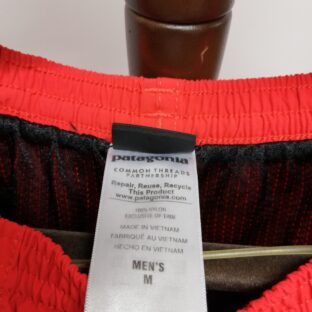 patagonia
COMMON THREADS
PARTNERSHIP
Repair, Reuse, Recycle
This Product
www.patagonia.com
100% NYLON
EXCLUSIVE OF TRIM
MADE IN VIETNAM
FABRIQUÉ AU VIETNAM
HECHO EN VIETNAM
MEN'S
M